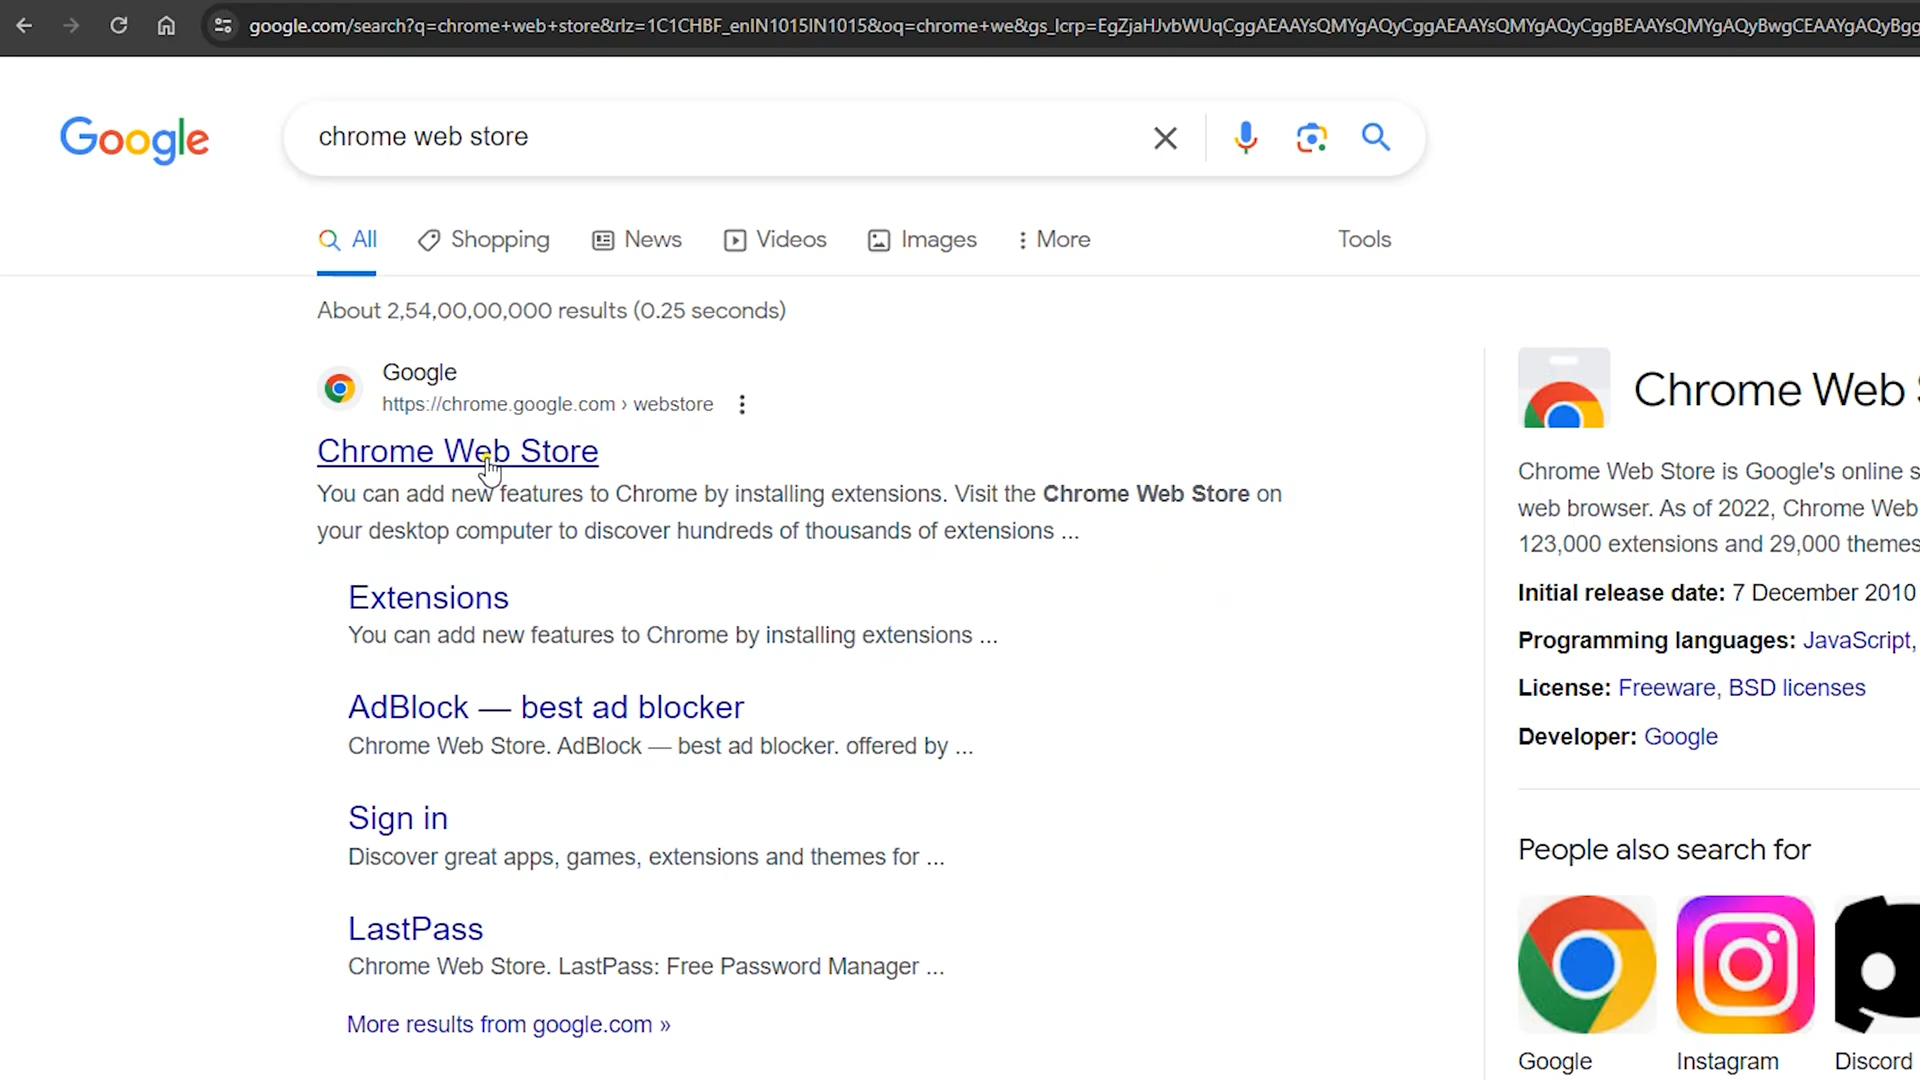 google.com/search?q=chrome+web+store&rlz=1C1CHBF_enIN1015IN1015&oq=chrome+we&gs_lcrp=EgZjaHJvbWUqCggAEAAYsQMYgAQyCggAEAAYsQMYgAQyCggBEAAYsQMYgAQyBwgCEAAYgAQyBgg
Google
chrome web store
All
Shopping
News
Videos
Images
More
Tools
About 2,54,00,00,000 results (0.25 seconds)
Google
https://chrome.google.com › webstore
Chrome Web Store
You can add new features to Chrome by installing extensions. Visit the Chrome Web Store on
your desktop computer to discover hundreds of thousands of extensions ...
Extensions
You can add new features to Chrome by installing extensions ...
AdBlock — best ad blocker
Chrome Web Store. AdBlock — best ad blocker. offered by ...
Sign in
Discover great apps, games, extensions and themes for ...
LastPass
Chrome Web Store. LastPass: Free Password Manager ...
More results from google.com »
Chrome Web S
Chrome Web Store is Google's online s
web browser. As of 2022, Chrome Web
123,000 extensions and 29,000 themes
Initial release date: 7 December 2010
Programming languages: JavaScript,
License: Freeware, BSD licenses
Developer: Google
People also search for
Google
Instagram
Discord